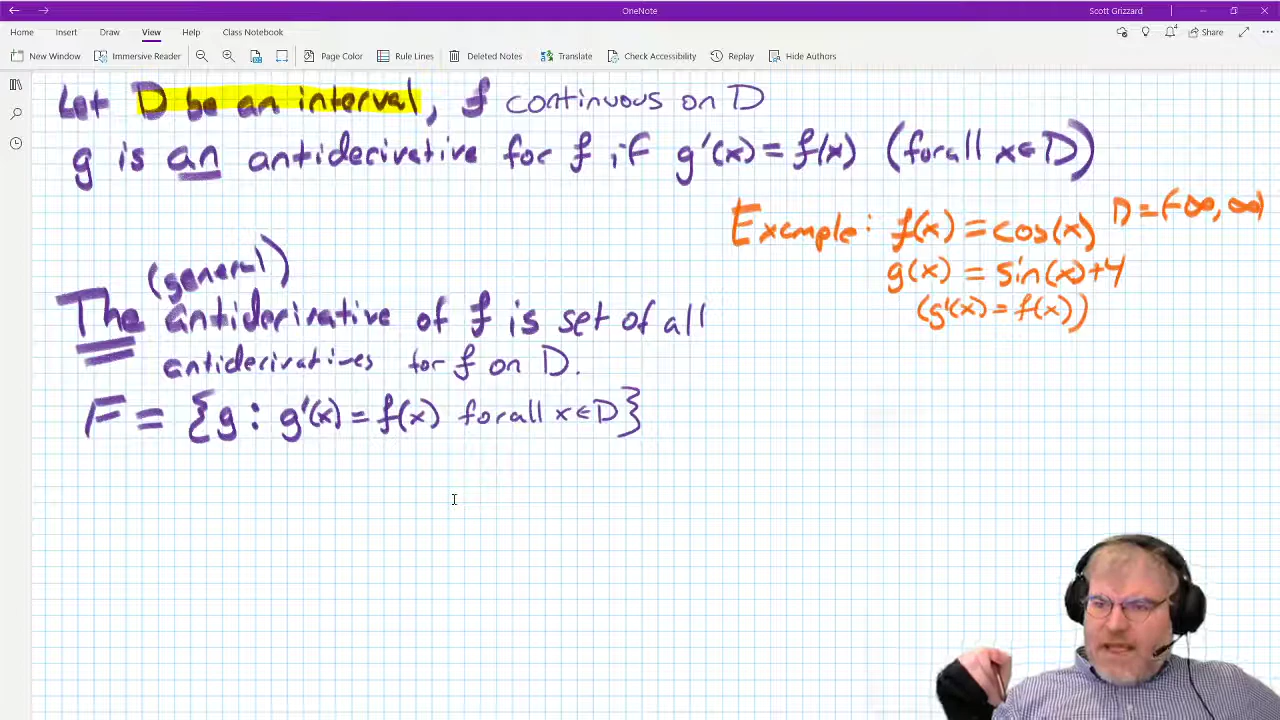 OneNote
Scott Grizzard
Home Insert Draw View Help Class Notebook
Share
New Window Immersive Reader Page Color Rule Lines Deleted Notes Translate Check Accessibility Replay Hide Authors
Let D be an interval, f continuous on D
g is an antiderivative for f if g'(x) = f(x) (forall x∈D)
Example: f(x) = cos(x) D = (-∞, ∞)
g(x) = sin(x)+4
(g'(x) = f(x))
(general)
The antiderivative of f is set of all
antiderivatives for f on D.
F = {g : g'(x) = f(x) forall x∈D}